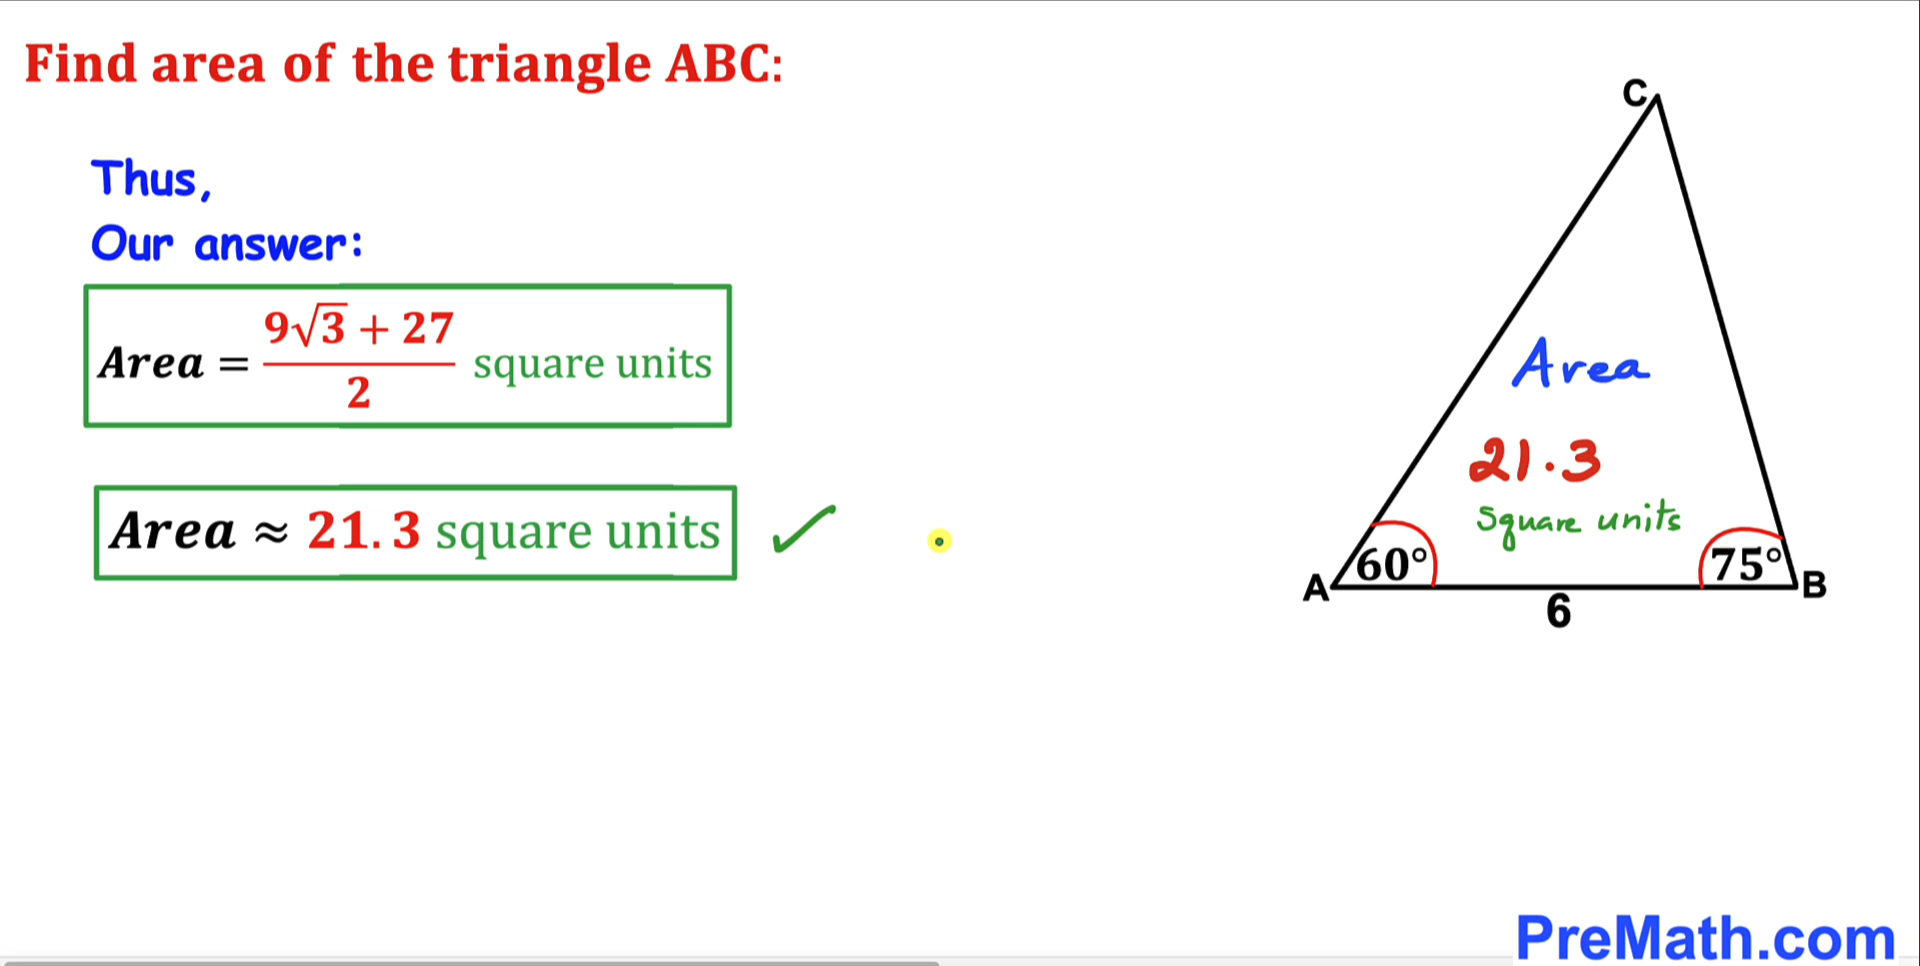 Find area of the triangle ABC:
Thus,
Our answer:
Area = (9√3 + 27)/2 square units
Area ≈ 21.3 square units
C
Area
21.3
square units
60°
75°
A
B
6
PreMath.com